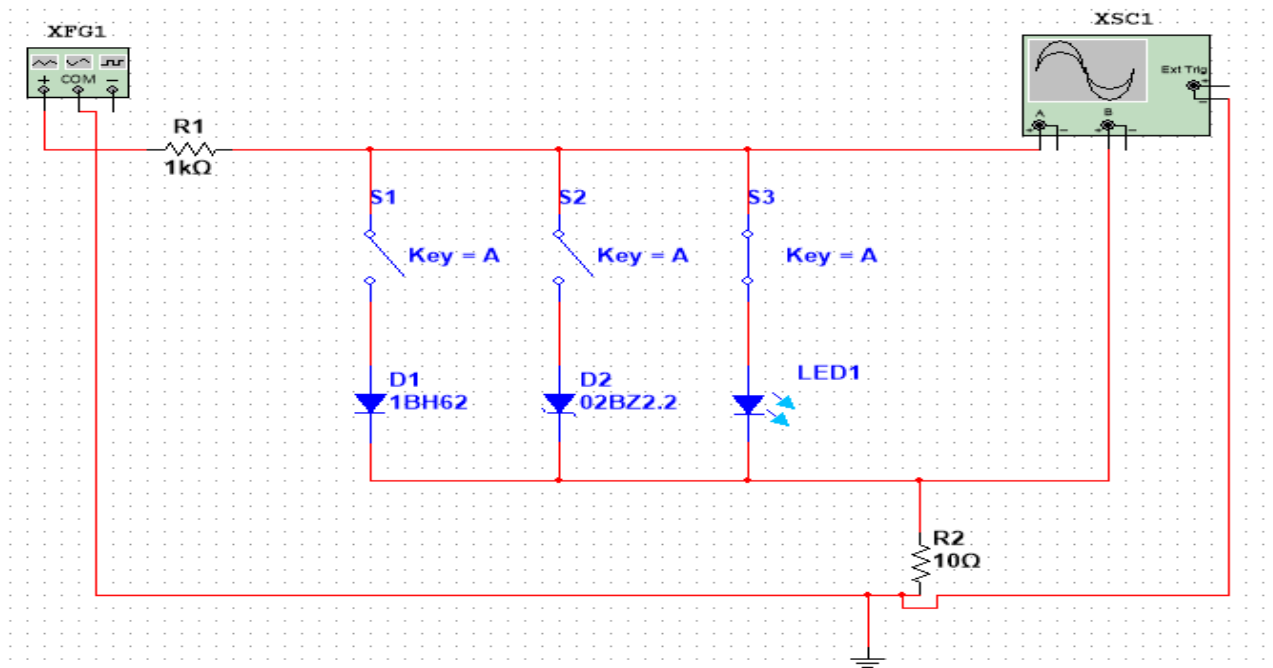 XFG1
+ COM −
XSC1
Ext Trig
+
−
A
B
+ −
+ −
R1
1kΩ
S1
Key = A
S2
Key = A
S3
Key = A
D1
1BH62
D2
02BZ2.2
LED1
R2
10Ω